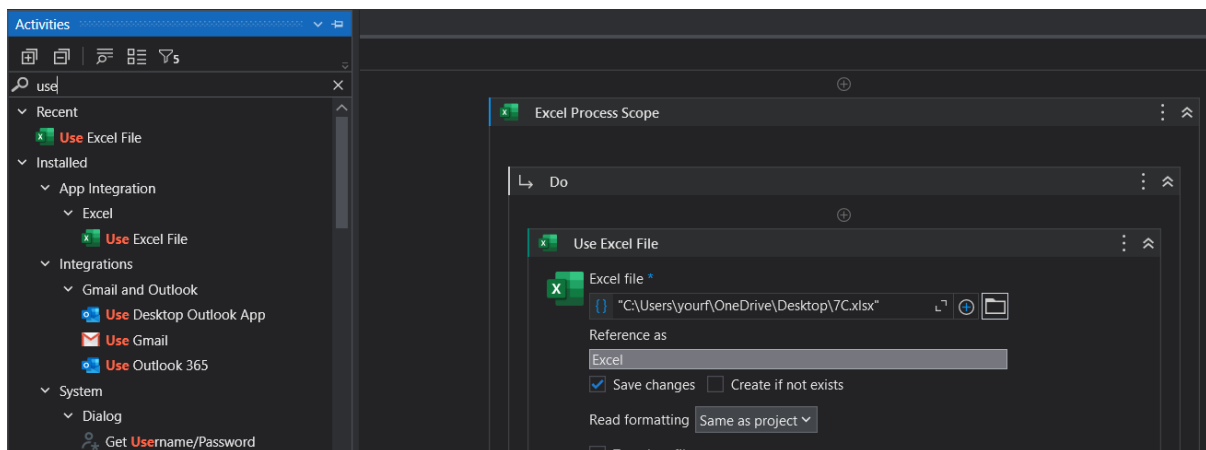 Activities
5
use
Recent
Use Excel File
Installed
App Integration
Excel
Use Excel File
Integrations
Gmail and Outlook
Use Desktop Outlook App
Use Gmail
Use Outlook 365
System
Dialog
Get Username/Password
Excel Process Scope
Do
Use Excel File
Excel file *
"C:\Users\yourf\OneDrive\Desktop\7C.xlsx"
Reference as
Excel
Save changes Create if not exists
Read formatting Same as project